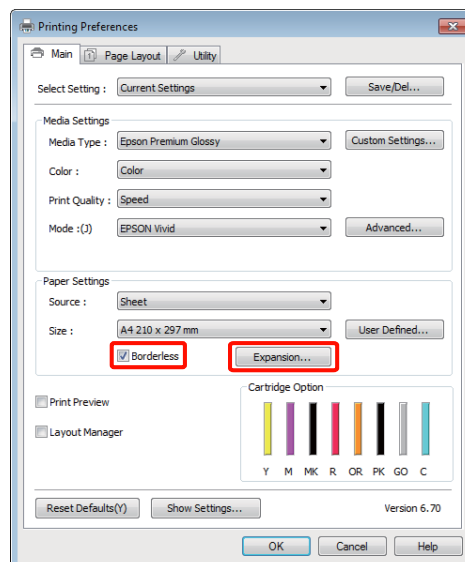 Printing Preferences
Main Page Layout Utility
Select Setting : Current Settings Save/Del...
Media Settings
Media Type : Epson Premium Glossy Custom Settings...
Color : Color
Print Quality : Speed
Mode :(J) EPSON Vivid Advanced...
Paper Settings
Source : Sheet
Size : A4 210 x 297 mm User Defined...
Borderless Expansion...
Cartridge Option
Print Preview
Layout Manager
Y M MK R OR PK GO C
Reset Defaults(Y) Show Settings... Version 6.70
OK Cancel Help